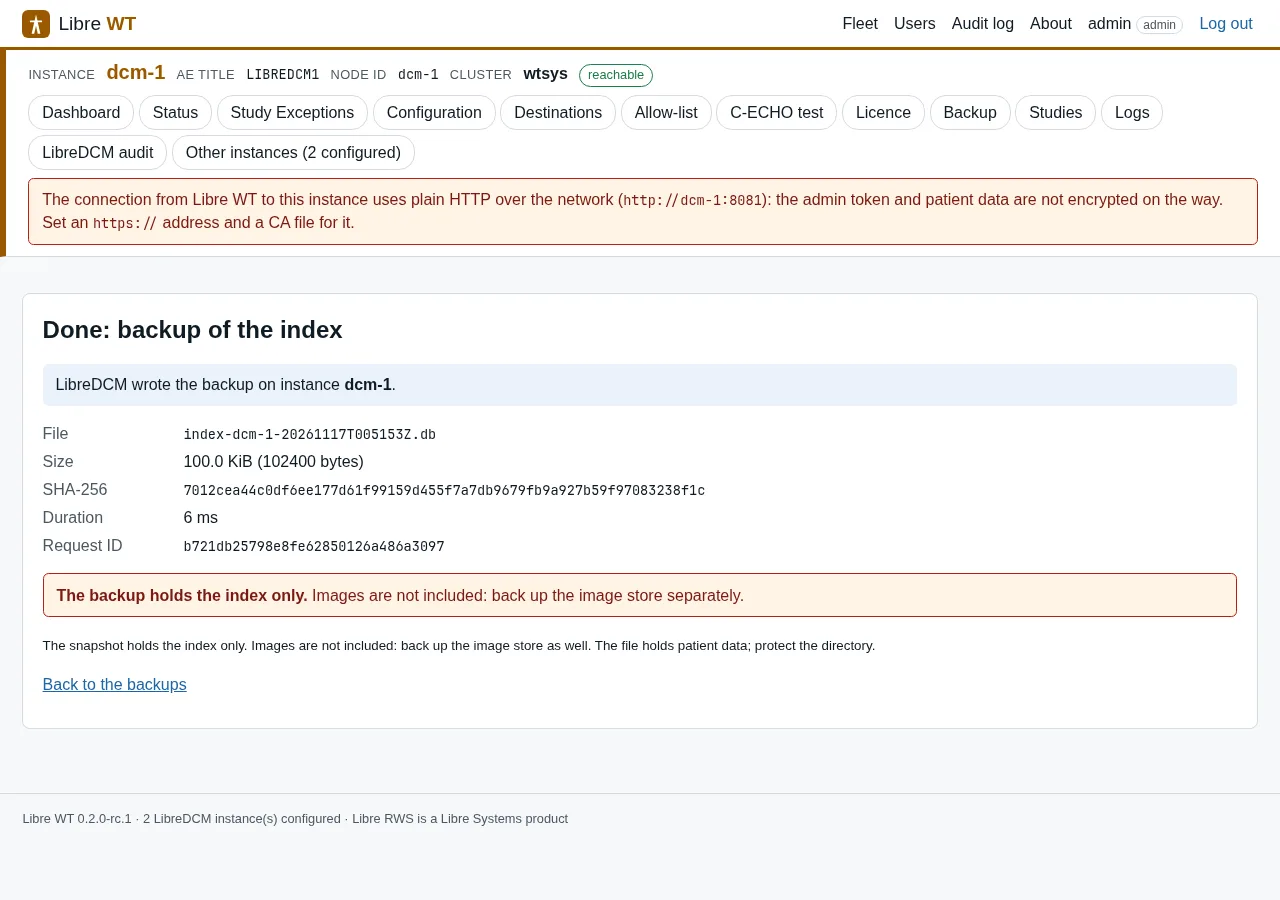 Libre WT
Fleet Users Audit log About admin admin Log out
INSTANCE dcm-1 AE TITLE LIBREDCM1 NODE ID dcm-1 CLUSTER wtsys reachable
Dashboard Status Study Exceptions Configuration Destinations Allow-list C-ECHO test Licence Backup Studies Logs
LibreDCM audit Other instances (2 configured)
The connection from Libre WT to this instance uses plain HTTP over the network (http://dcm-1:8081): the admin token and patient data are not encrypted on the way.
Set an https:// address and a CA file for it.
Done: backup of the index
LibreDCM wrote the backup on instance dcm-1.
File index-dcm-1-20261117T005153Z.db
Size 100.0 KiB (102400 bytes)
SHA-256 7012cea44c0df6ee177d61f99159d455f7a7db9679fb9a927b59f97083238f1c
Duration 6 ms
Request ID b721db25798e8fe62850126a486a3097
The backup holds the index only. Images are not included: back up the image store separately.
The snapshot holds the index only. Images are not included: back up the image store as well. The file holds patient data; protect the directory.
Back to the backups
Libre WT 0.2.0-rc.1 · 2 LibreDCM instance(s) configured · Libre RWS is a Libre Systems product